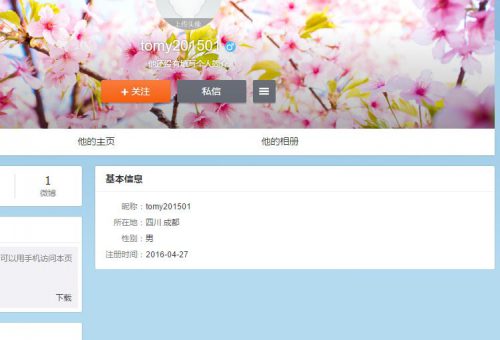 上传头像
tomy201501
他还没有填写个人简介
+ 关注
私信
他的主页
他的相册
1
微博
基本信息
昵称：tomy201501
所在地：四川 成都
性别：男
注册时间：2016-04-27
可以用手机访问本页
下载